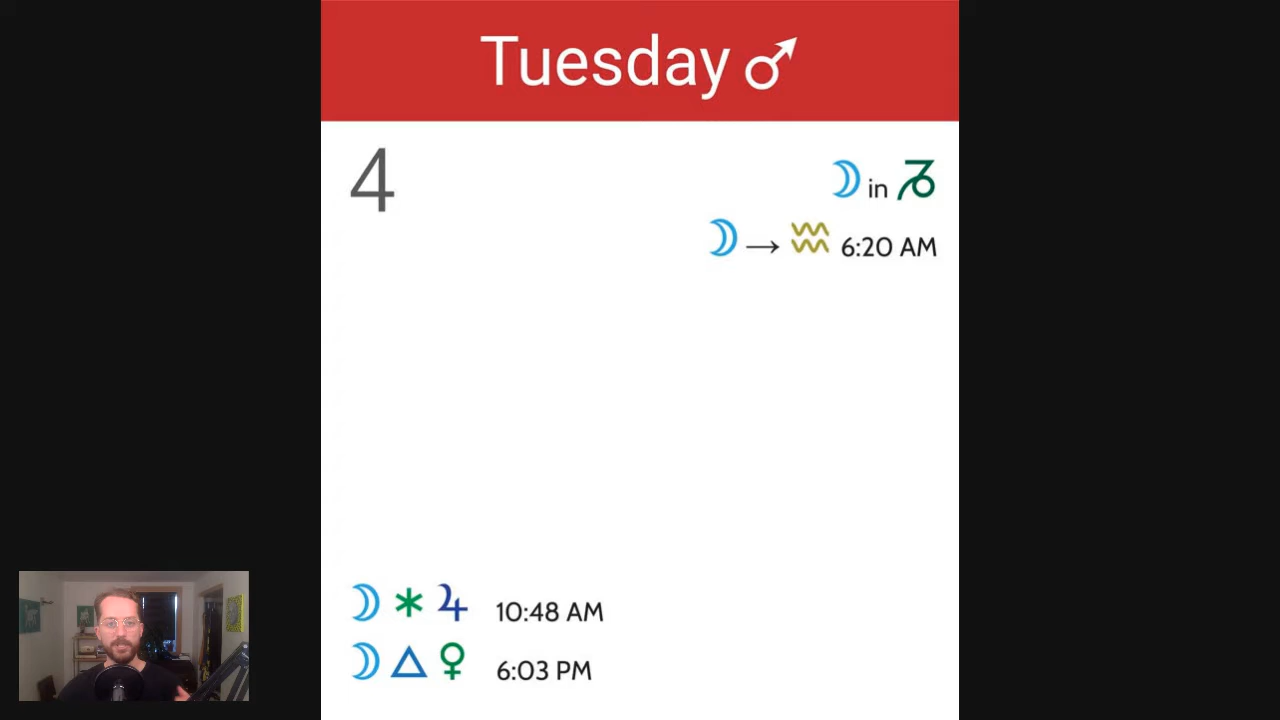 Tuesday ♂
4
☽ in ♑
☽ → ♒ 6:20 AM
☽ ⚹ ♃ 10:48 AM
☽ △ ♀ 6:03 PM